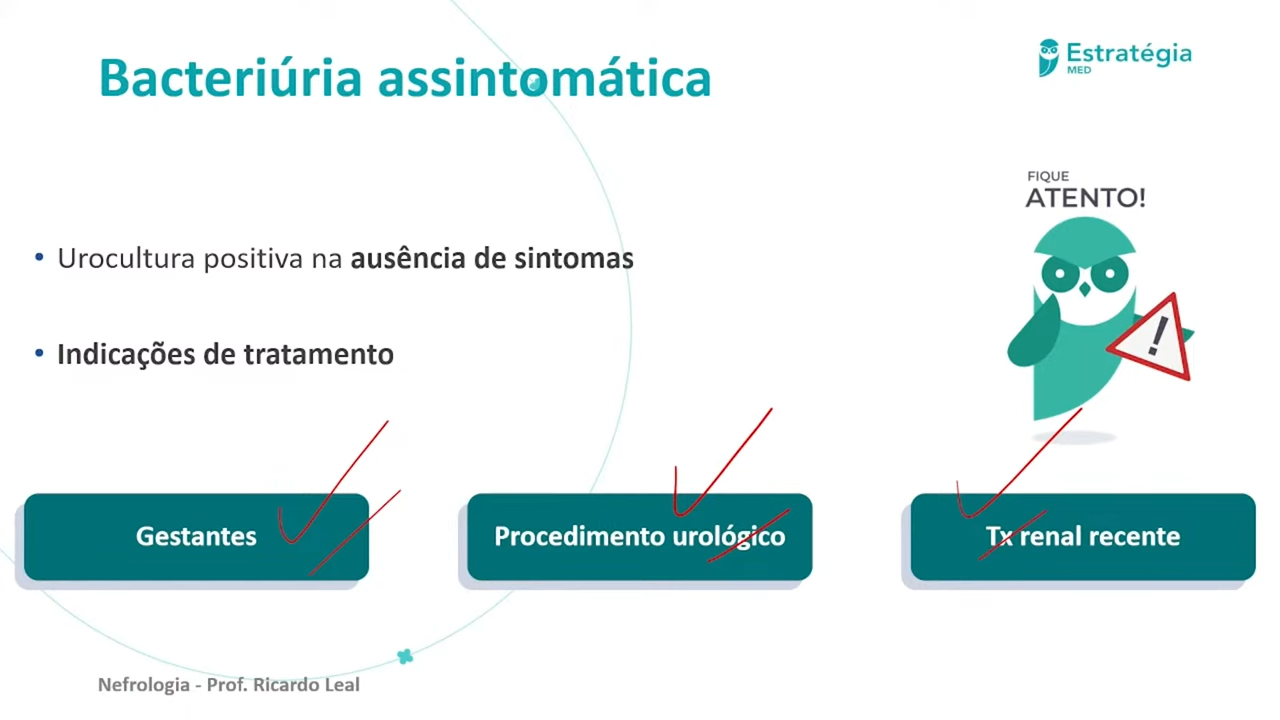 Bacteriúria assintomática
Estratégia
MED
FIQUE
ATENTO!
• Urocultura positiva na ausência de sintomas
• Indicações de tratamento
Gestantes
Procedimento urológico
Tx renal recente
Nefrologia - Prof. Ricardo Leal